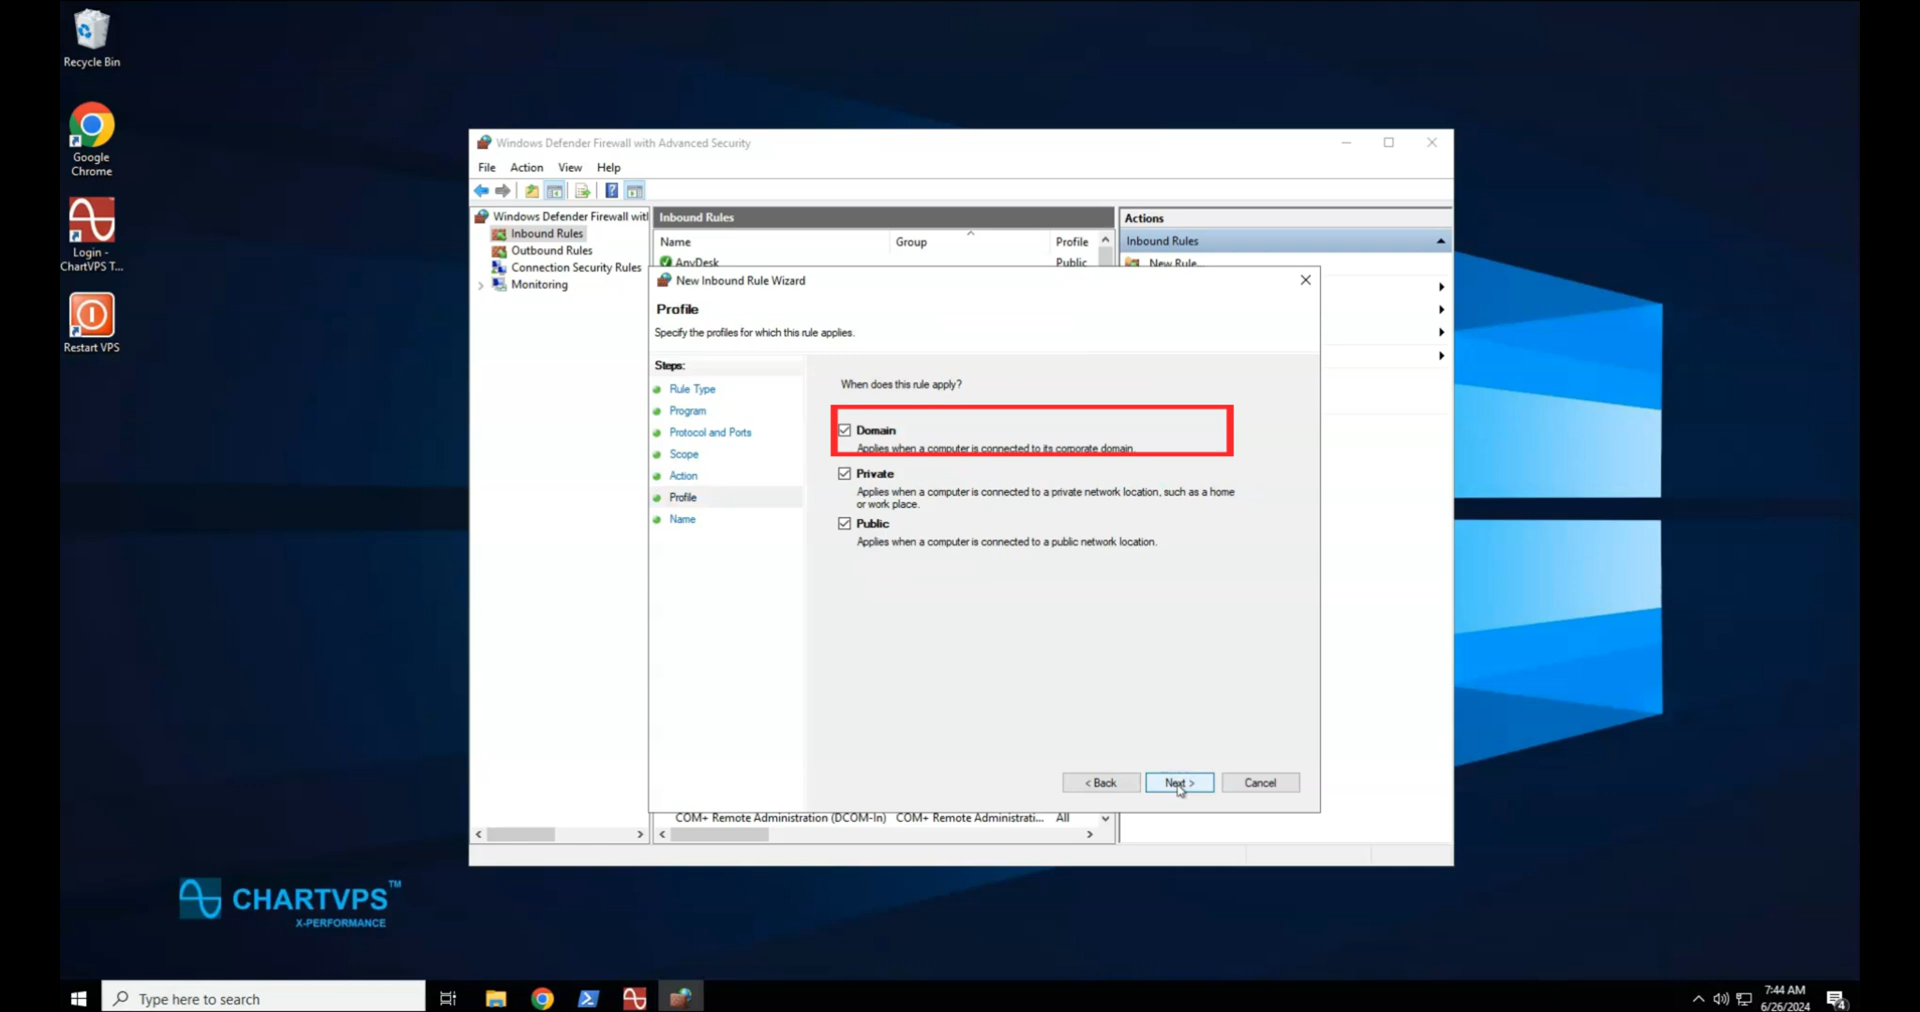 Recycle Bin
Google
Chrome
Login -
ChartVPS T...
Restart VPS
Windows Defender Firewall with Advanced Security
File Action View Help
Windows Defender Firewall with
Inbound Rules
Outbound Rules
Connection Security Rules
Monitoring
Inbound Rules
Name Group Profile
AnyDesk Public
Actions
Inbound Rules
New Rule...
New Inbound Rule Wizard
Profile
Specify the profiles for which this rule applies.
Steps:
Rule Type
Program
Protocol and Ports
Scope
Action
Profile
Name
When does this rule apply?
Domain
Applies when a computer is connected to its corporate domain.
Private
Applies when a computer is connected to a private network location, such as a home
or work place.
Public
Applies when a computer is connected to a public network location.
< Back Next > Cancel
COM+ Remote Administration (DCOM-In) COM+ Remote Administrati... All
CHARTVPS™
X-PERFORMANCE
Type here to search
7:44 AM
6/26/2024
4